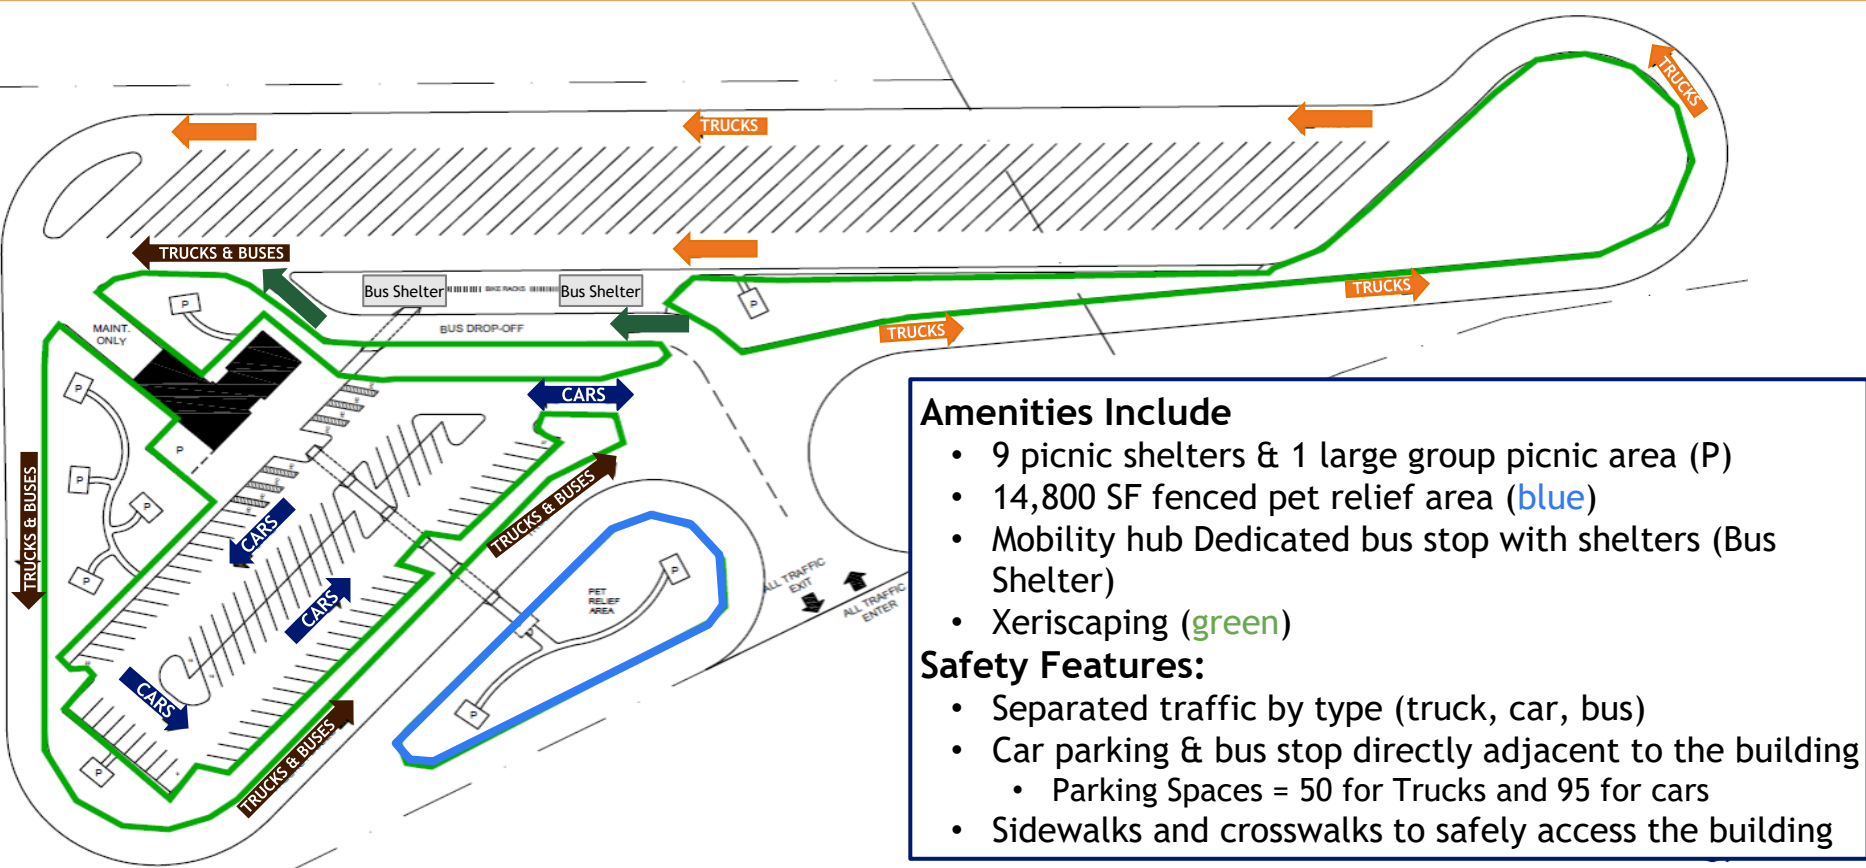 TRUCKS
TRUCKS
TRUCKS & BUSES
Bus Shelter
BIKE RACKS
Bus Shelter
TRUCKS
P
P
MAINT.
ONLY
BUS DROP-OFF
TRUCKS
CARS
P
P
P
P
P
TRUCKS & BUSES
CARS
TRUCKS & BUSES
CARS
PET
RELIEF
AREA
P
ALL TRAFFIC
EXIT
ALL TRAFFIC
ENTER
CARS
P
P
TRUCKS & BUSES
Amenities Include
• 9 picnic shelters & 1 large group picnic area (P)
• 14,800 SF fenced pet relief area (blue)
• Mobility hub Dedicated bus stop with shelters (Bus
Shelter)
• Xeriscaping (green)
Safety Features:
• Separated traffic by type (truck, car, bus)
• Car parking & bus stop directly adjacent to the building
• Parking Spaces = 50 for Trucks and 95 for cars
• Sidewalks and crosswalks to safely access the building